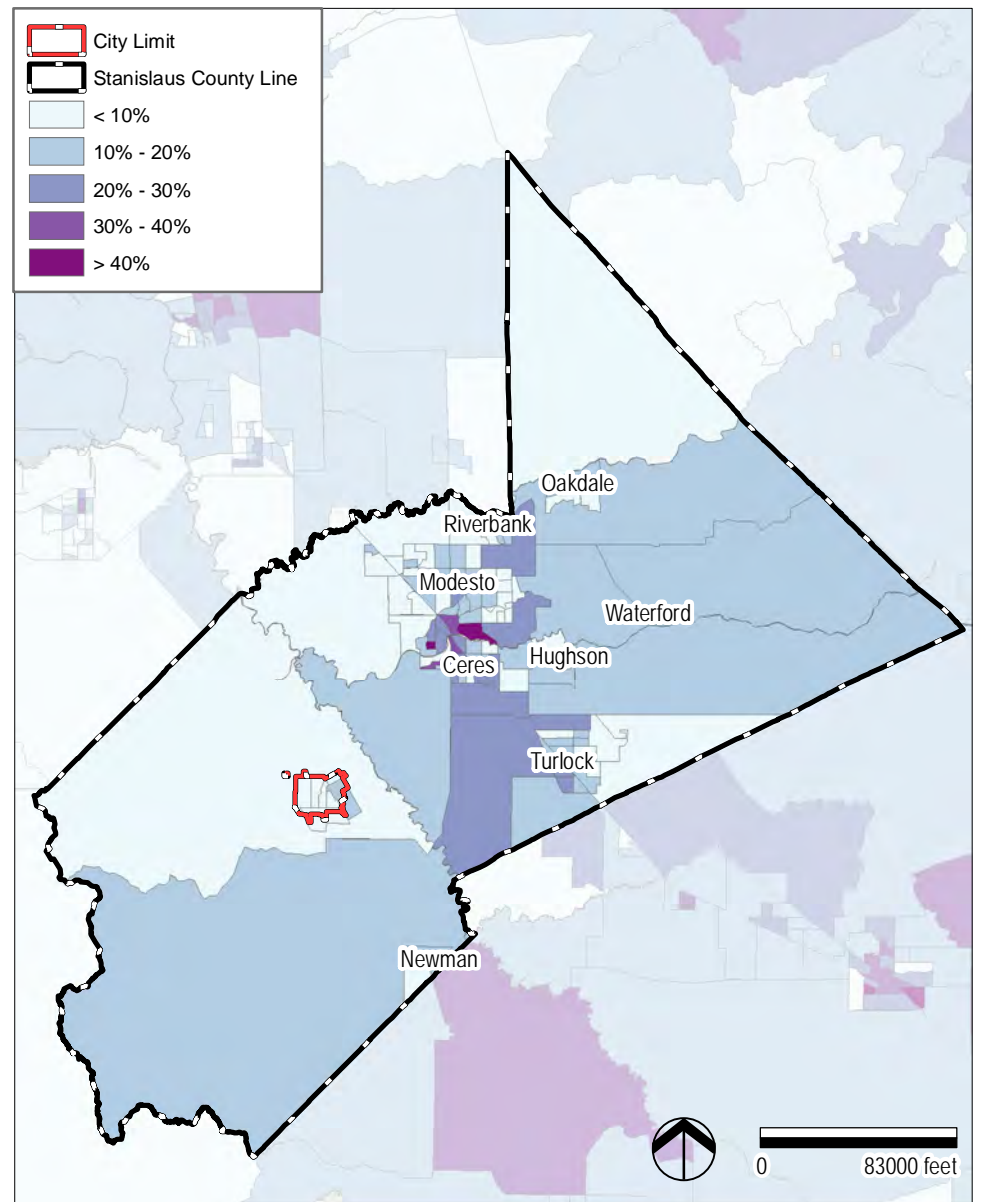 City Limit
Stanislaus County Line
< 10%
10% - 20%
20% - 30%
30% - 40%
> 40%
Oakdale
Riverbank
Modesto
Waterford
Hughson
Ceres
Turlock
Newman
0 83000 feet